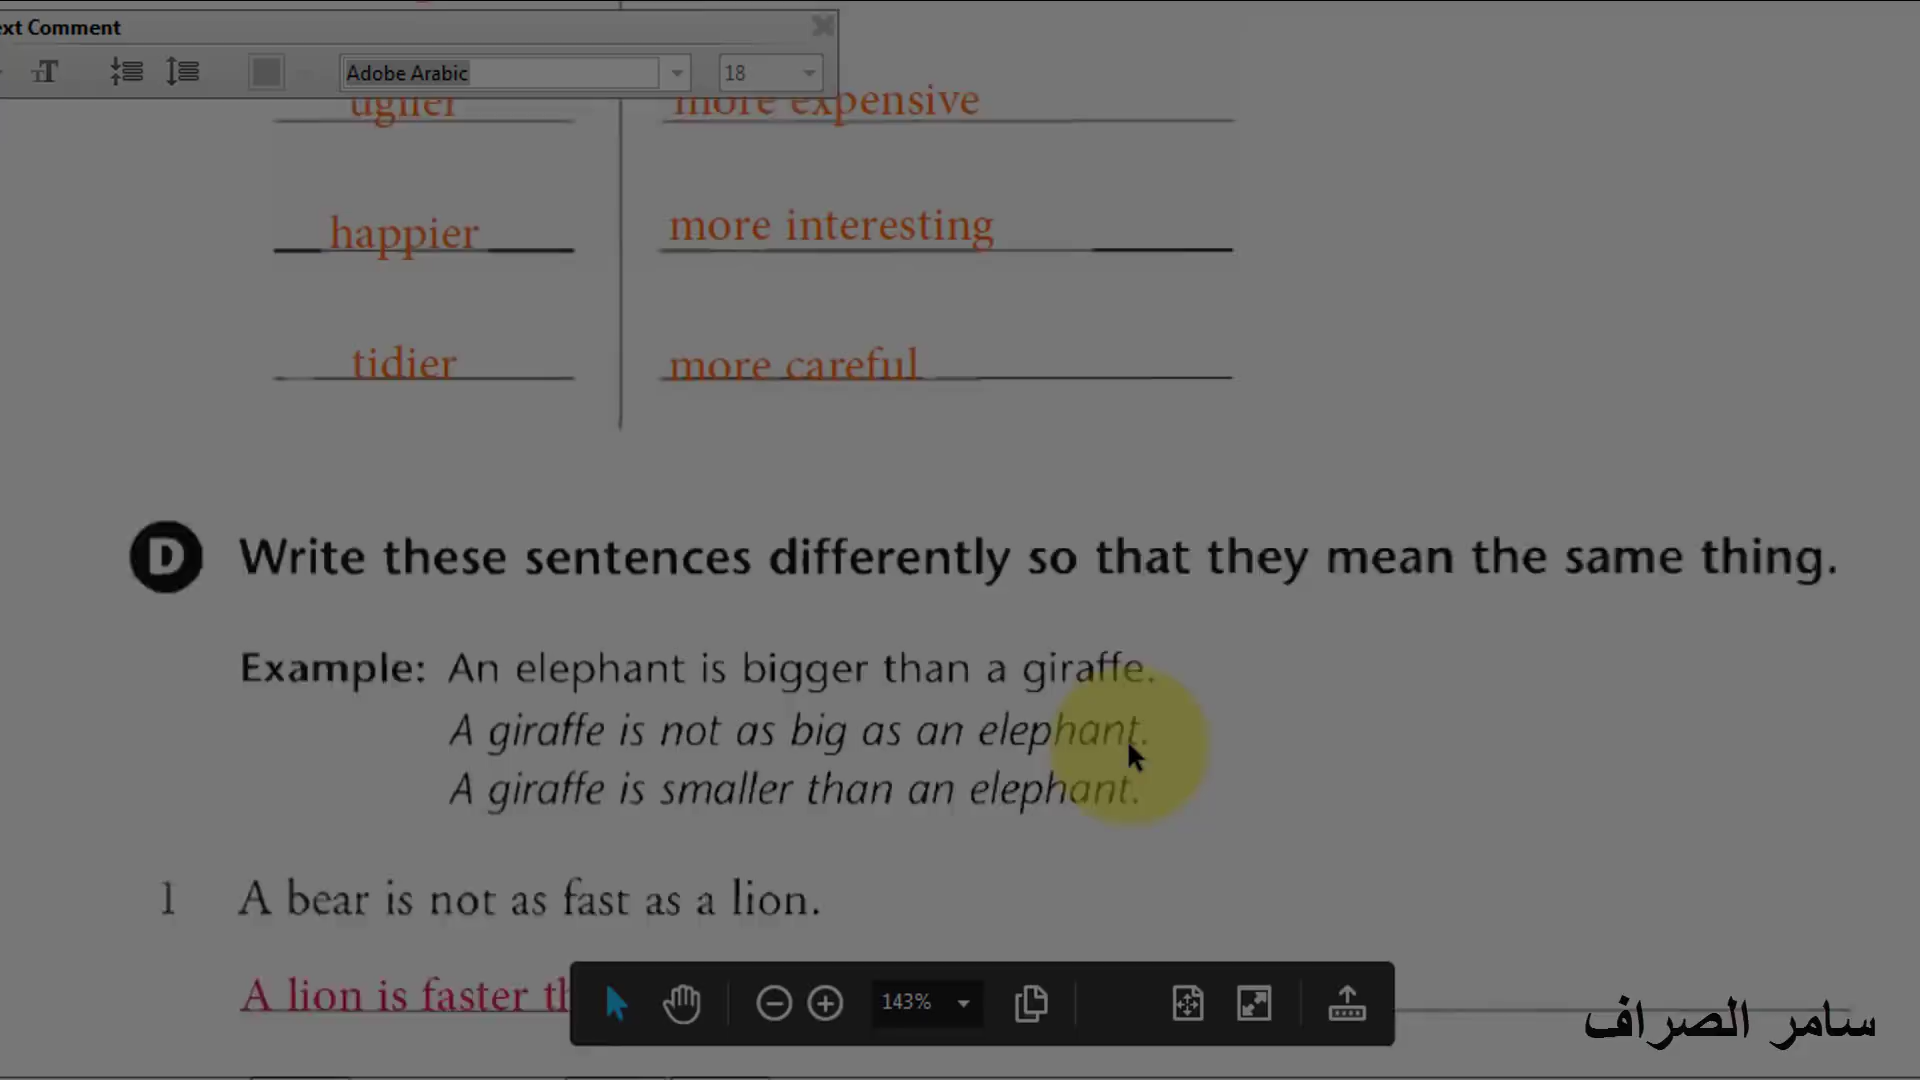 ext Comment
Adobe Arabic 18
uglier more expensive
happier more interesting
tidier more careful
D Write these sentences differently so that they mean the same thing.
Example: An elephant is bigger than a giraffe.
A giraffe is not as big as an elephant.
A giraffe is smaller than an elephant.
1 A bear is not as fast as a lion.
A lion is faster th
143%
سامر الصراف